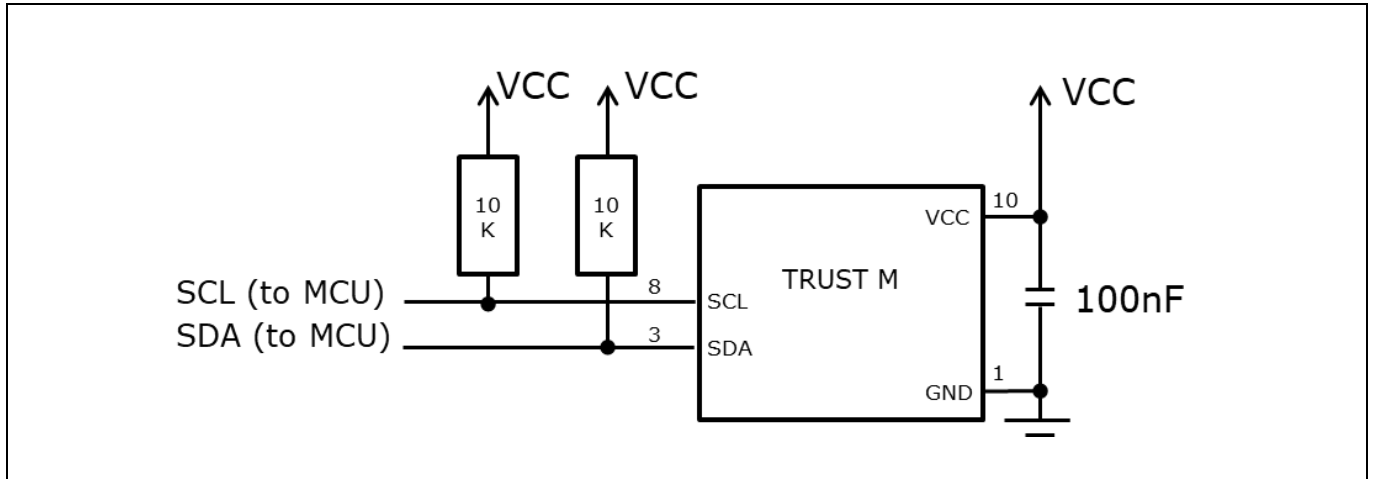 VCC
VCC
VCC
10
K
10
K
10
VCC
TRUST M
SCL (to MCU)
8
SCL
100nF
SDA (to MCU)
3
SDA
1
GND